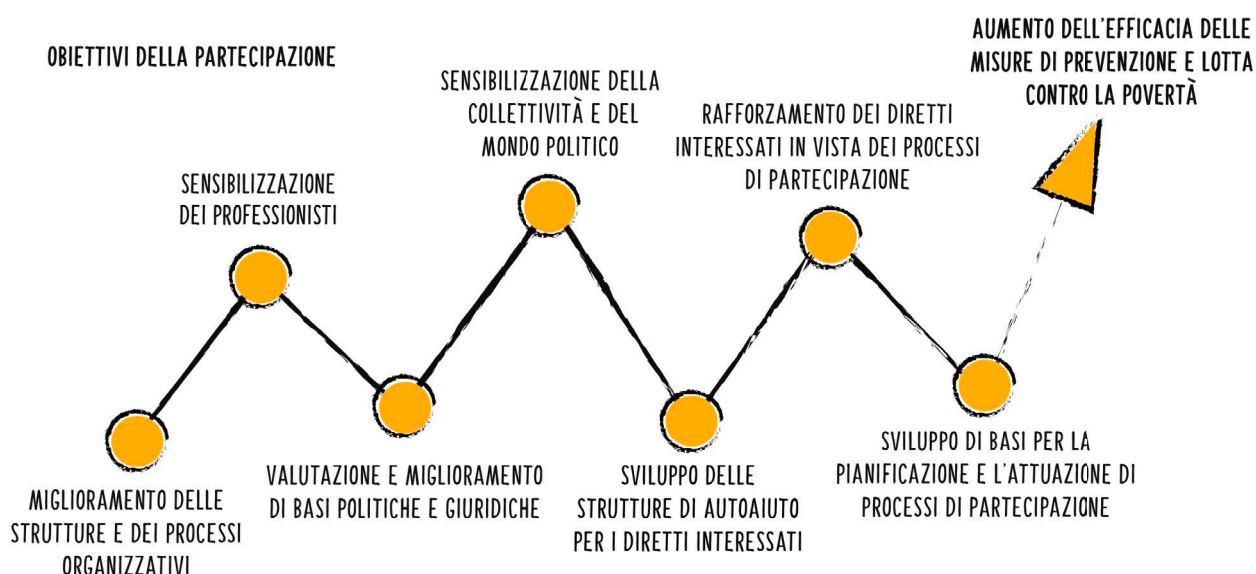 OBIETTIVI DELLA PARTECIPAZIONE
MIGLIORAMENTO DELLE
STRUTTURE E DEI PROCESSI
ORGANIZZATIVI
SENSIBILIZZAZIONE
DEI PROFESSIONISTI
VALUTAZIONE E MIGLIORAMENTO
DI BASI POLITICHE E GIURIDICHE
SENSIBILIZZAZIONE DELLA
COLLETTIVITÀ E DEL
MONDO POLITICO
SVILUPPO DELLE
STRUTTURE DI AUTOAIUTO
PER I DIRETTI INTERESSATI
RAFFORZAMENTO DEI DIRETTI
INTERESSATI IN VISTA DEI PROCESSI
DI PARTECIPAZIONE
SVILUPPO DI BASI PER LA
PIANIFICAZIONE E L'ATTUAZIONE DI
PROCESSI DI PARTECIPAZIONE
AUMENTO DELL'EFFICACIA DELLE
MISURE DI PREVENZIONE E LOTTA
CONTRO LA POVERTÀ